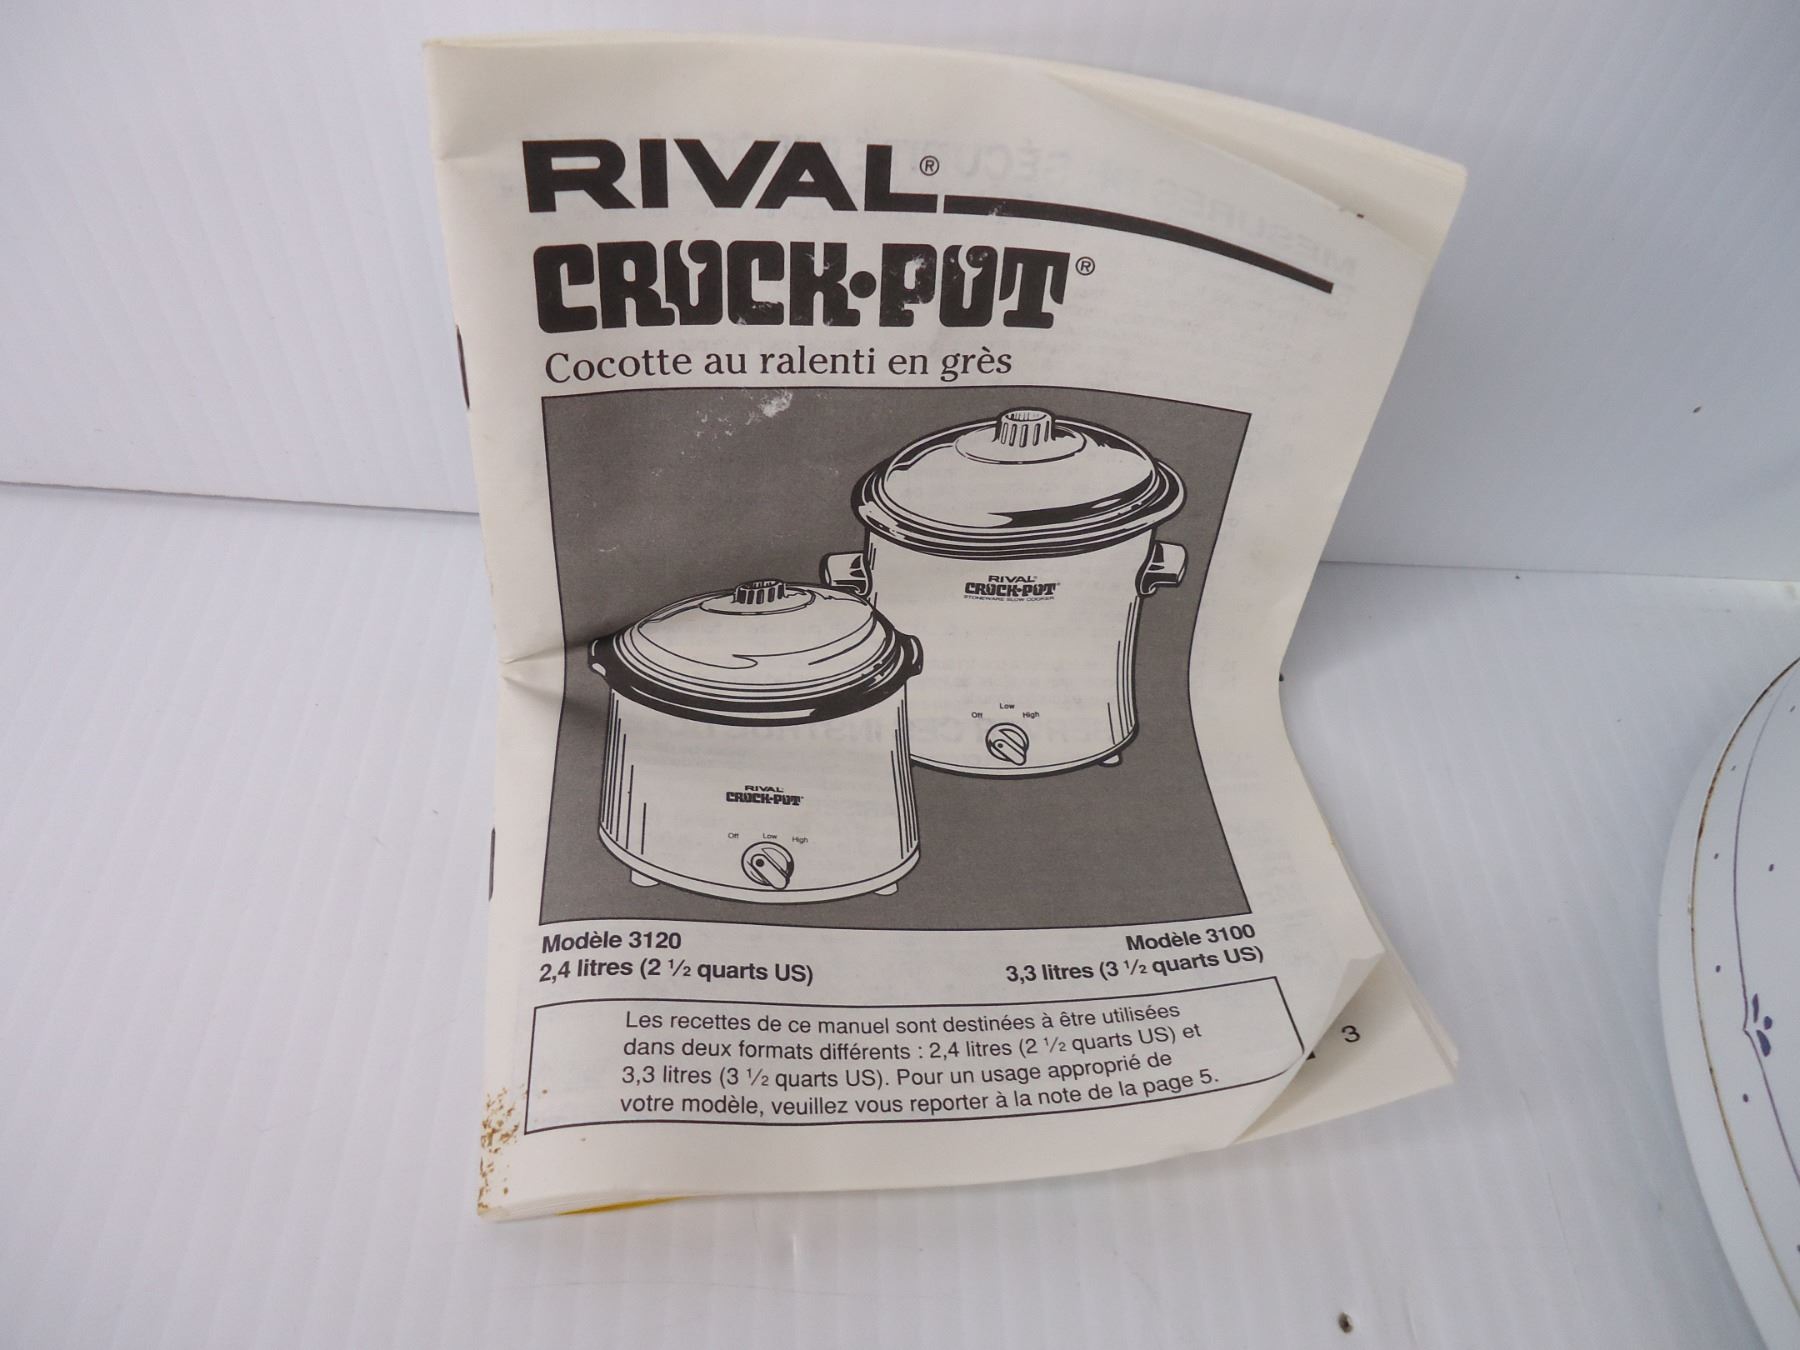 RIVAL®
CROCK·POT®
Cocotte au ralenti en grès
RIVAL®
CROCK·POT®
STONEWARE SLOW COOKER
Off Low High
RIVAL
CROCK·POT®
Off Low High
Modèle 3120
2,4 litres (2 1/2 quarts US)
Modèle 3100
3,3 litres (3 1/2 quarts US)
Les recettes de ce manuel sont destinées à être utilisées
dans deux formats différents : 2,4 litres (2 1/2 quarts US) et
3,3 litres (3 1/2 quarts US). Pour un usage approprié de
votre modèle, veuillez vous reporter à la note de la page 5.
3